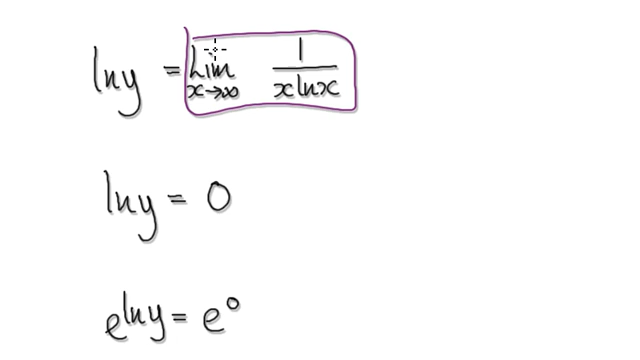 ln y = Lim x→∞ 1/(x ln x)
ln y = 0
e^(ln y) = e^0